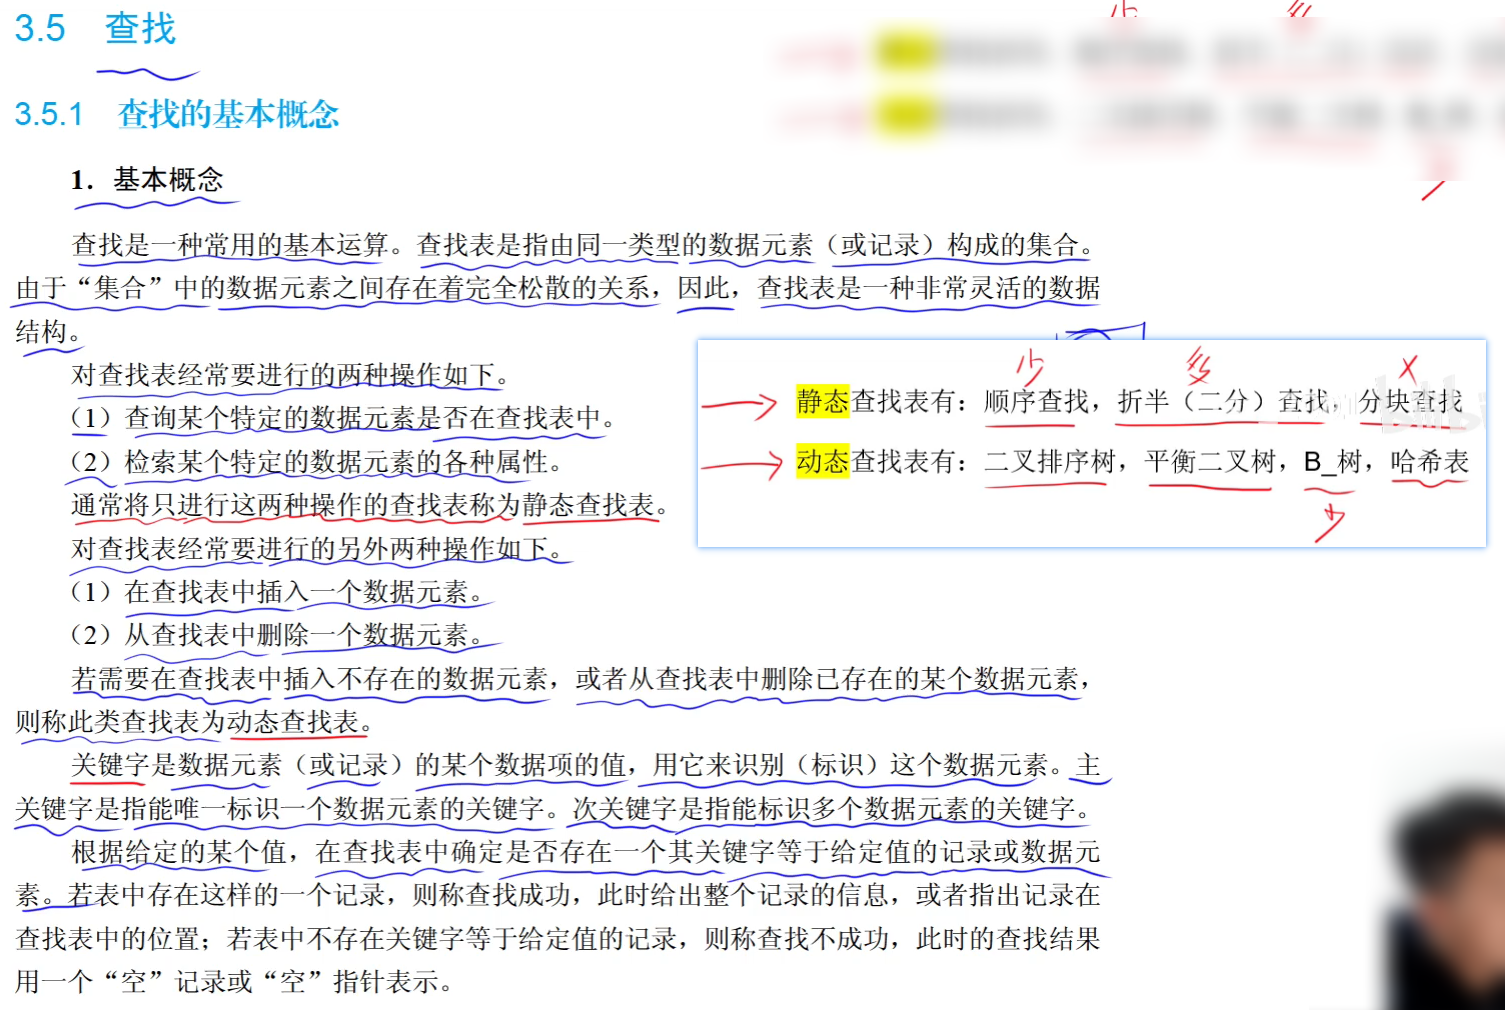 3.5 查找
3.5.1 查找的基本概念
1. 基本概念
查找是一种常用的基本运算。查找表是指由同一类型的数据元素（或记录）构成的集合。
由于“集合”中的数据元素之间存在着完全松散的关系，因此，查找表是一种非常灵活的数据
结构。
对查找表经常要进行的两种操作如下。
（1）查询某个特定的数据元素是否在查找表中。
（2）检索某个特定的数据元素的各种属性。
通常将只进行这两种操作的查找表称为静态查找表。
对查找表经常要进行的另外两种操作如下。
（1）在查找表中插入一个数据元素。
（2）从查找表中删除一个数据元素。
若需要在查找表中插入不存在的数据元素，或者从查找表中删除已存在的某个数据元素，
则称此类查找表为动态查找表。
关键字是数据元素（或记录）的某个数据项的值，用它来识别（标识）这个数据元素。主
关键字是指能唯一标识一个数据元素的关键字。次关键字是指能标识多个数据元素的关键字。
根据给定的某个值，在查找表中确定是否存在一个其关键字等于给定值的记录或数据元
素。若表中存在这样的一个记录，则称查找成功，此时给出整个记录的信息，或者指出记录在
查找表中的位置；若表中不存在关键字等于给定值的记录，则称查找不成功，此时的查找结果
用一个“空”记录或“空”指针表示。
少
静态查找表有：顺序查找，折半（二分）查找，分块查找
动态查找表有：二叉排序树，平衡二叉树，B_树，哈希表